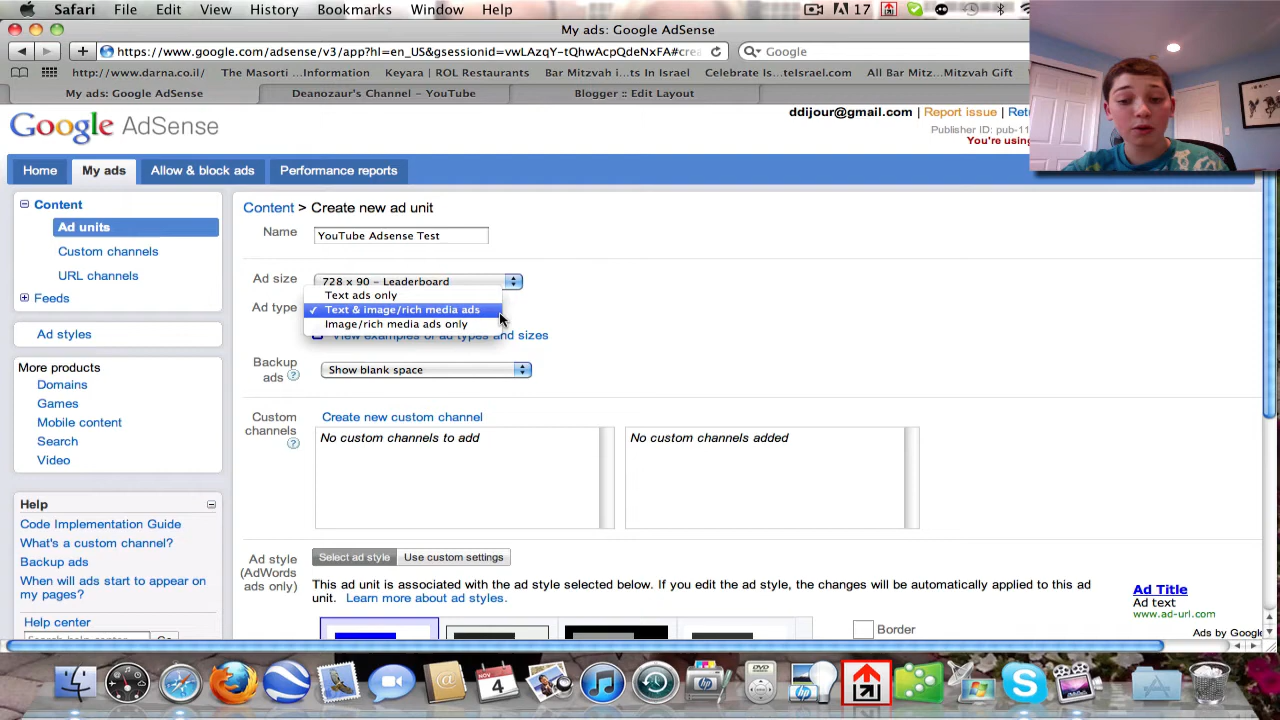 Safari File Edit View History Bookmarks Window Help 17
My ads: Google AdSense
https://www.google.com/adsense/v3/app?hl=en_US&gsessionid=vwLAzqY-tQhwAcpQdeNxFA#cre
Google
http://www.darna.co.il/ The Masorti ...Information Keyara | ROL Restaurants Bar Mitzvah i...ts In Israel Celebrate Is...telsrael.com All Bar Mitz...Mitzvah Gift
My ads: Google AdSense Deanozaur's Channel - YouTube Blogger :: Edit Layout
Google AdSense
ddijour@gmail.com | Report issue |
Publisher ID: pub-11
You're using
Home My ads Allow & block ads Performance reports
Content
Ad units
Custom channels
URL channels
Feeds
Ad styles
More products
Domains
Games
Mobile content
Search
Video
Help
Code Implementation Guide
What's a custom channel?
Backup ads
When will ads start to appear on
my pages?
Help center
Search help center Go
Content > Create new ad unit
Name YouTube Adsense Test
Ad size 728 x 90 – Leaderboard
Ad type
Text ads only
✓ Text & image/rich media ads
Image/rich media ads only
View examples of ad types and sizes
Backup
ads ? Show blank space
Custom
channels
?
Create new custom channel
No custom channels to add
No custom channels added
Ad style
(AdWords
ads only)
Select ad style Use custom settings
This ad unit is associated with the ad style selected below. If you edit the ad style, the changes will be automatically applied to this ad
unit. Learn more about ad styles.
Border
Ad Title
Ad text
www.ad-url.com
Ads by Google
NOV
4